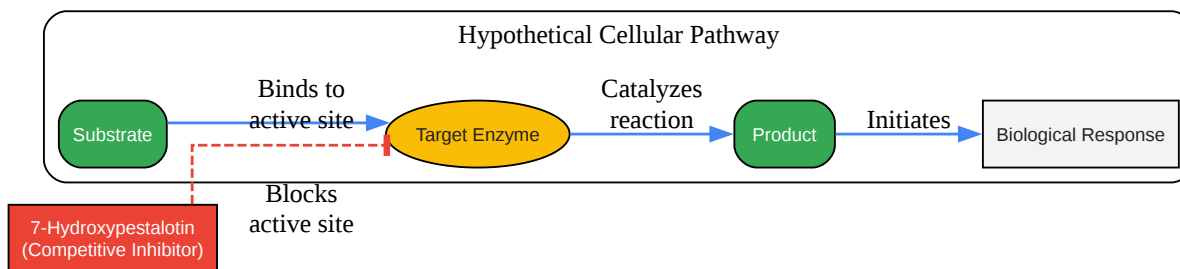 Hypothetical Cellular Pathway
Substrate
Binds to
active site
Target Enzyme
Catalyzes
reaction
Product
Initiates
Biological Response
Blocks
active site
7-Hydroxypestalotin
(Competitive Inhibitor)